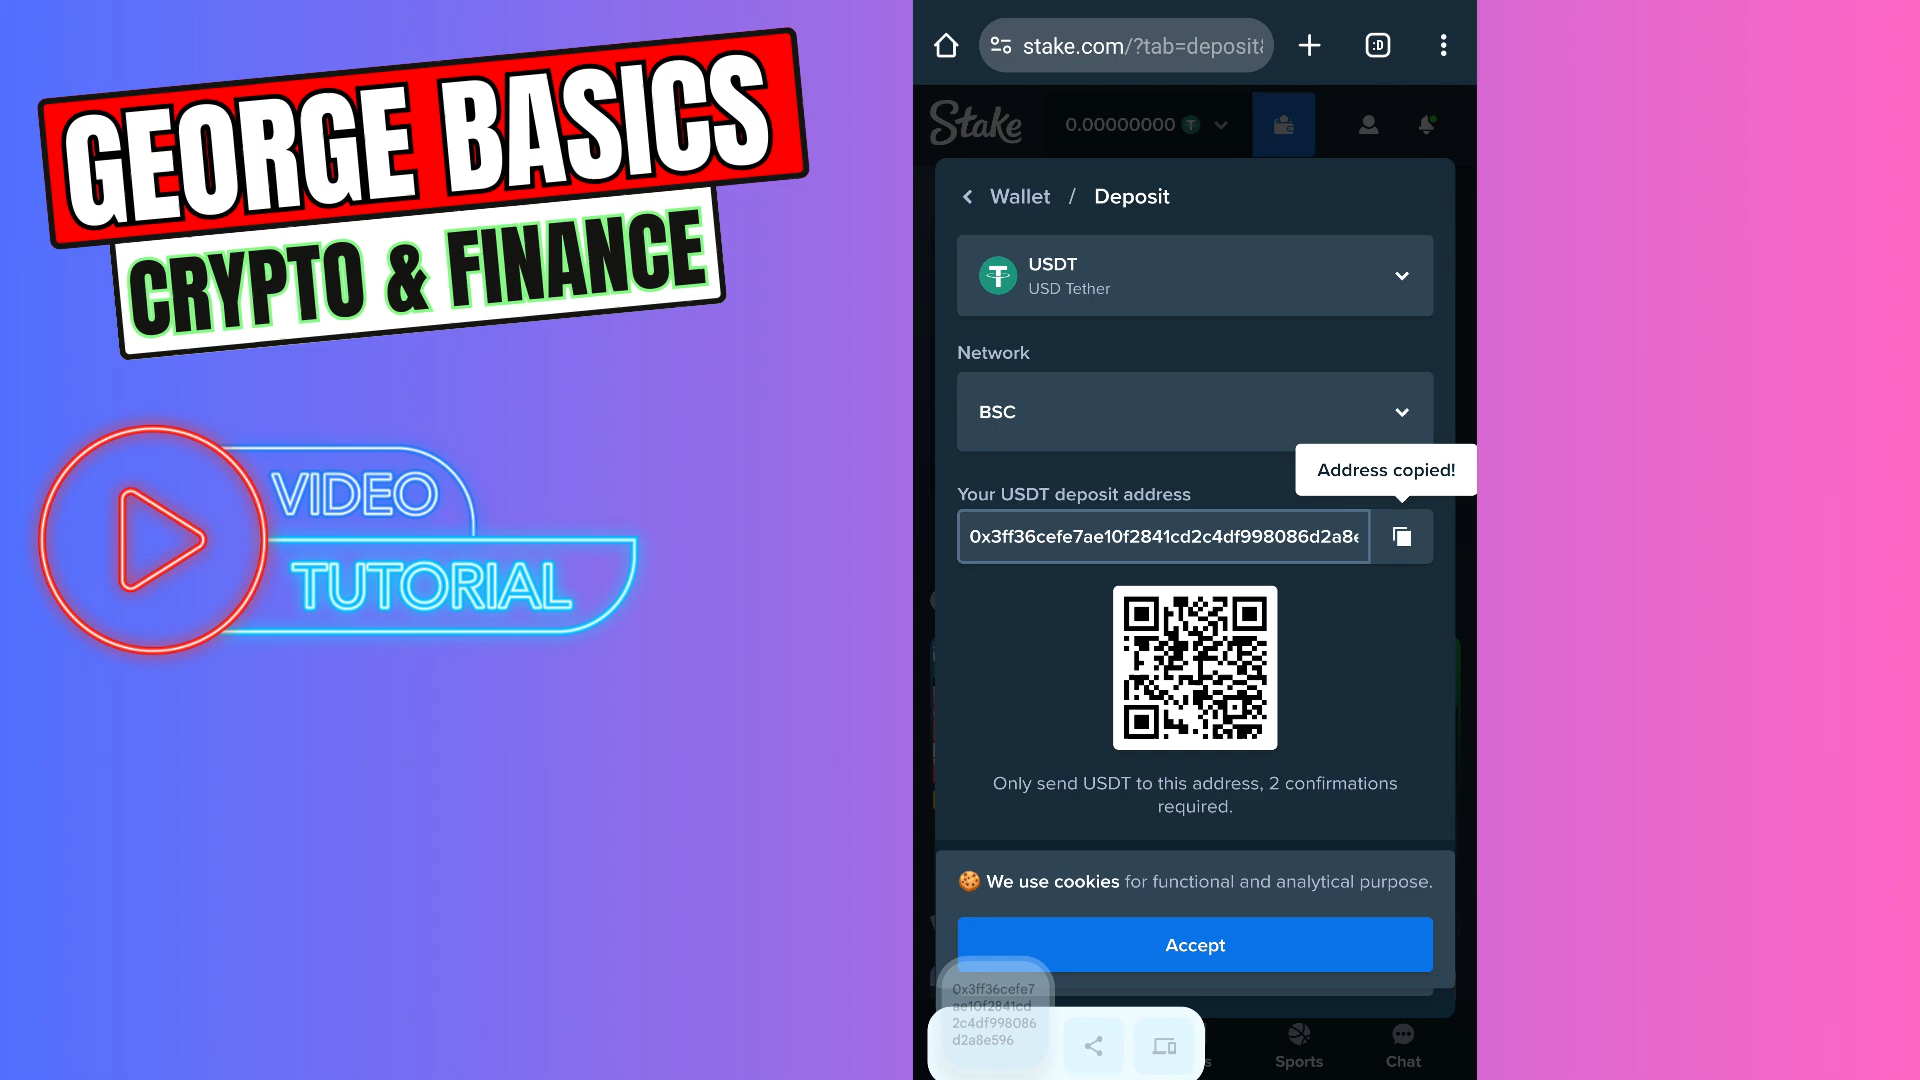 GEORGE BASICS
CRYPTO & FINANCE
VIDEO
TUTORIAL
stake.com/?tab=deposit
Stake
0.00000000
Wallet / Deposit
USDT
USD Tether
Network
BSC
Address copied!
Your USDT deposit address
0x3ff36cefe7ae10f2841cd2c4df998086d2a8e
Only send USDT to this address, 2 confirmations
required.
🍪 We use cookies for functional and analytical purpose.
Accept
0x3ff36cefe7
ae10f2841cd
2c4df998086
d2a8e596
Sports
Chat